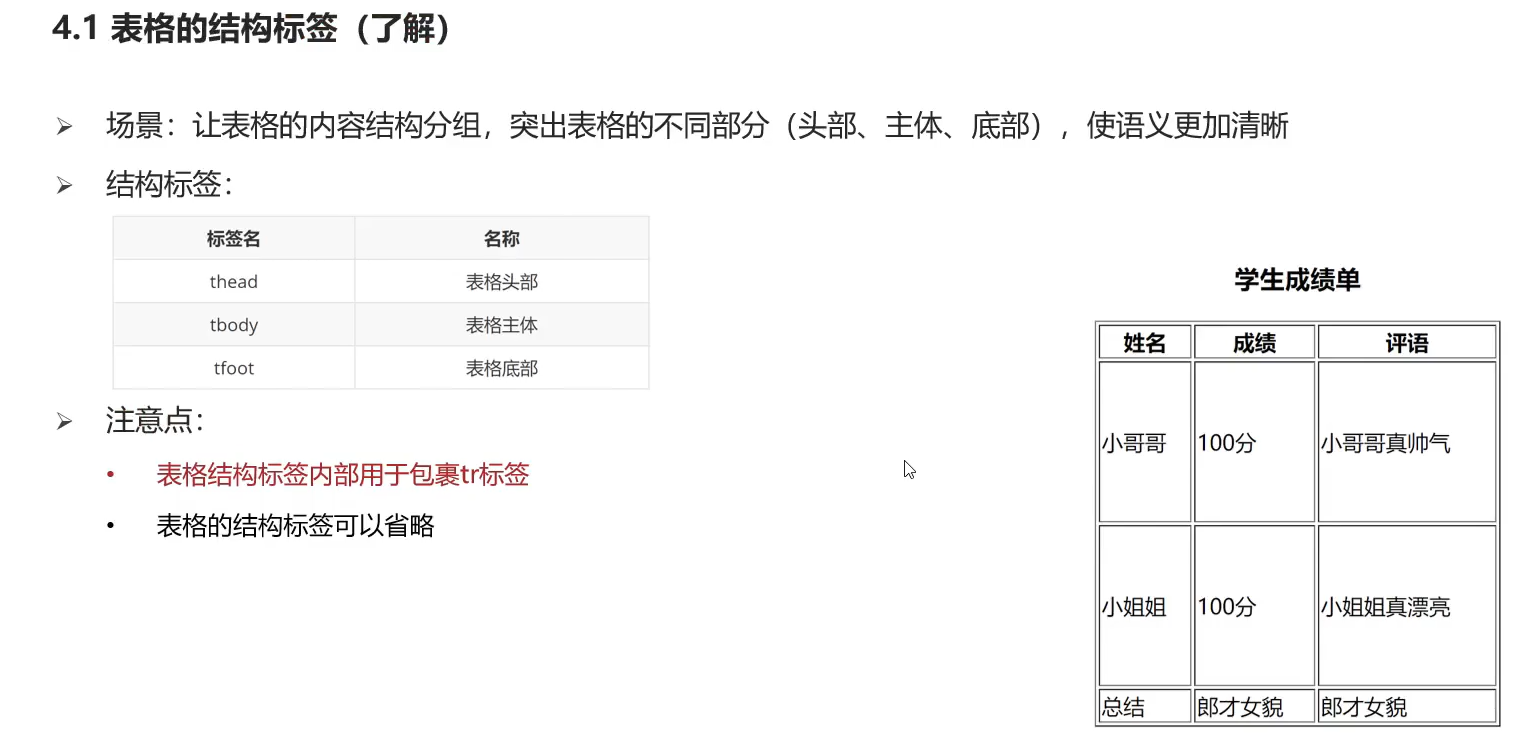 4.1 表格的结构标签（了解）
场景：让表格的内容结构分组，突出表格的不同部分（头部、主体、底部），使语义更加清晰
结构标签：
标签名 名称
thead 表格头部
tbody 表格主体
tfoot 表格底部
注意点：
表格结构标签内部用于包裹tr标签
表格的结构标签可以省略
学生成绩单
姓名 成绩 评语
小哥哥 100分 小哥哥真帅气
小姐姐 100分 小姐姐真漂亮
总结 郎才女貌 郎才女貌